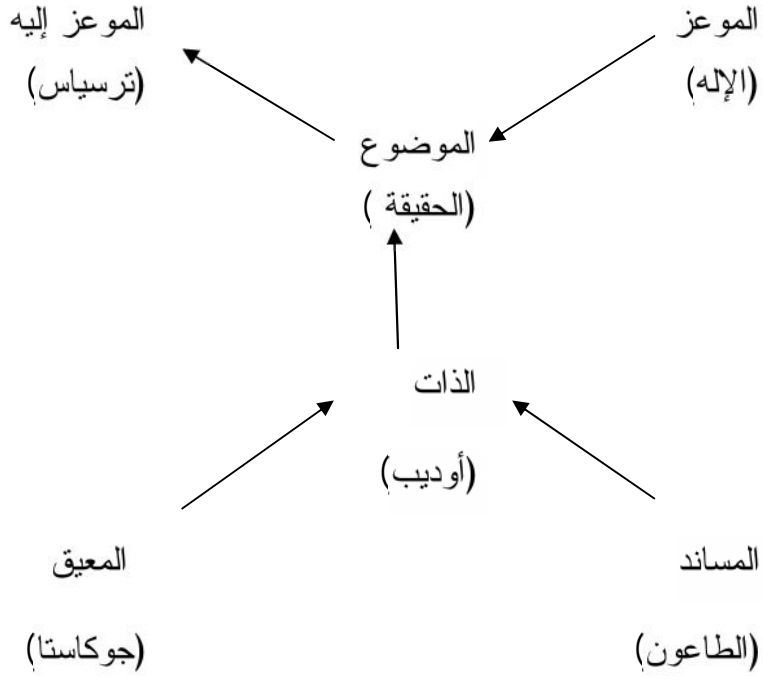 الموعز
(الإله)
الموعز إليه
(ترسياس)
الموضوع
(الحقيقة )
الذات
(أوديب)
المساند
(الطاعون)
المعيق
(جوكاستا)